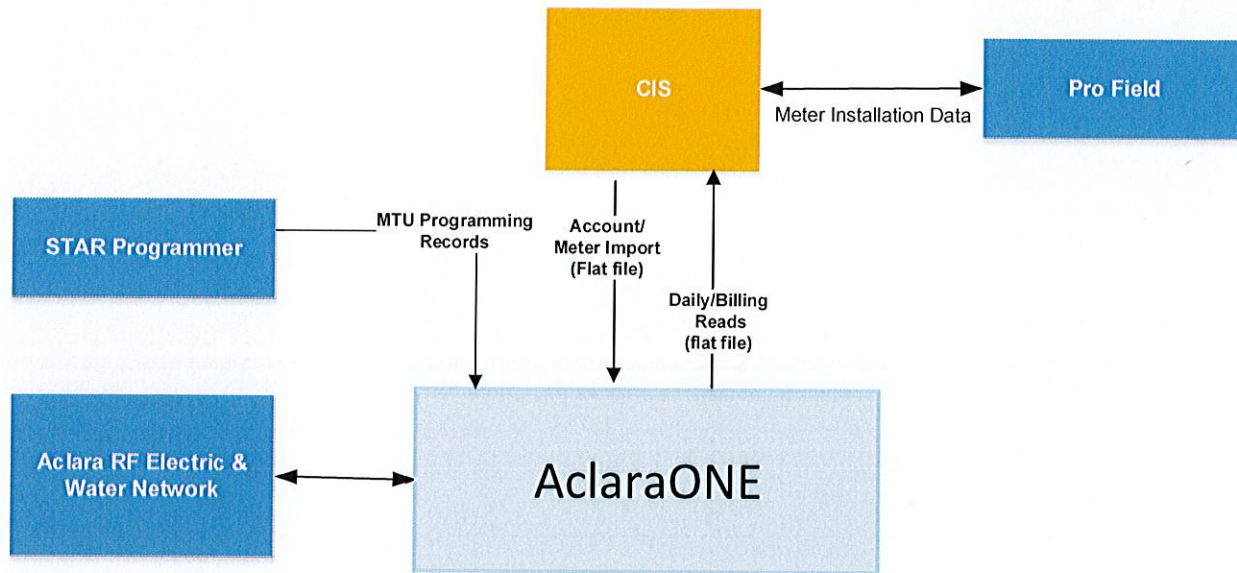 CIS
Pro Field
Meter Installation Data
STAR Programmer
MTU Programming
Records
Account/
Meter Import
(Flat file)
Daily/Billing
Reads
(flat file)
Aclara RF Electric &
Water Network
AclaraONE